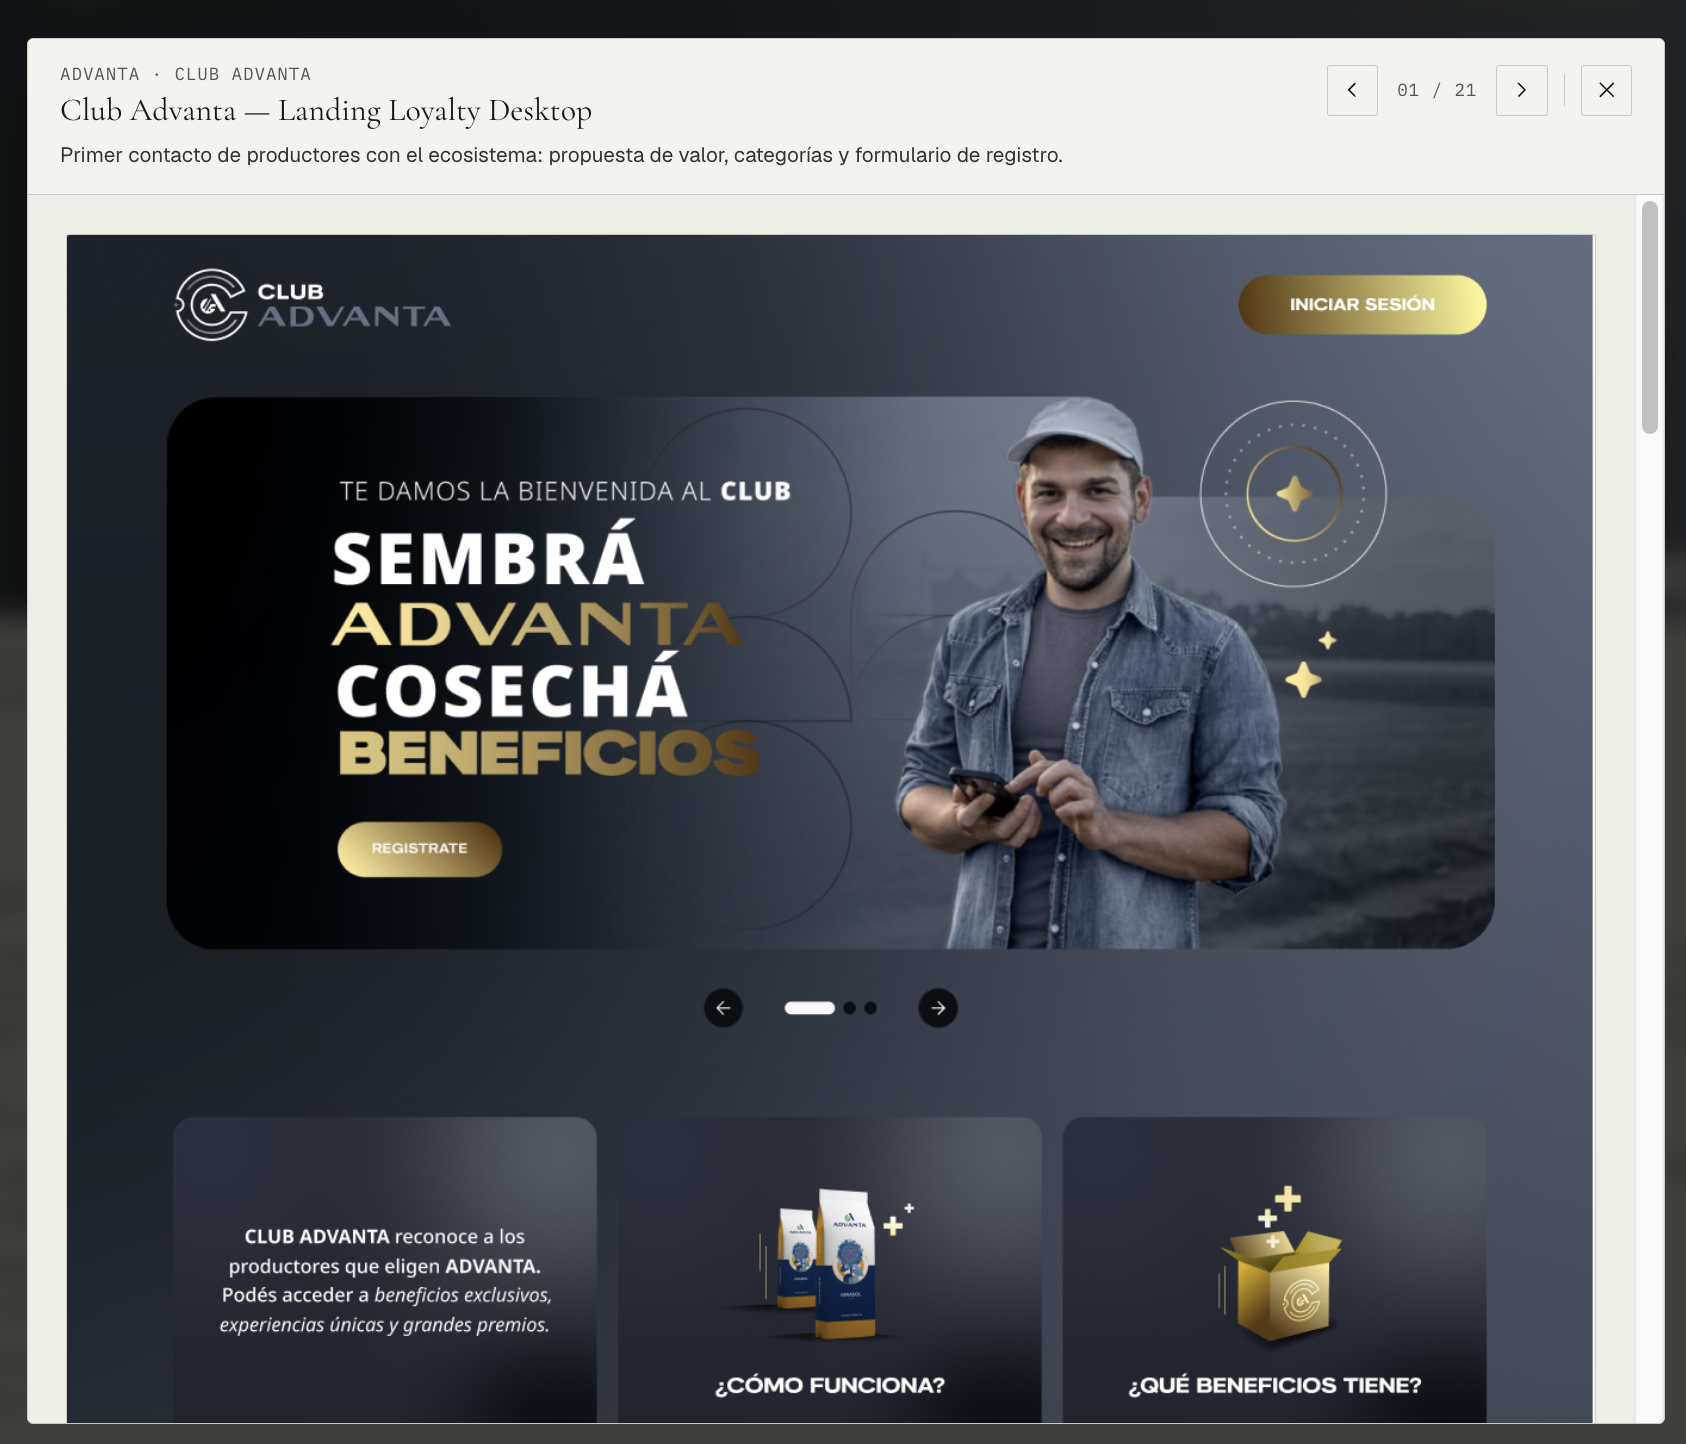 ADVANTA · CLUB ADVANTA
Club Advanta — Landing Loyalty Desktop
Primer contacto de productores con el ecosistema: propuesta de valor, categorías y formulario de registro.
01 / 21
CLUB
ADVANTA
INICIAR SESIÓN
TE DAMOS LA BIENVENIDA AL CLUB
SEMBRÁ
ADVANTA
COSECHÁ
BENEFICIOS
REGISTRATE
CLUB ADVANTA reconoce a los
productores que eligen ADVANTA.
Podés acceder a beneficios exclusivos,
experiencias únicas y grandes premios.
ADVANTA
ADVANTA
GIRASOL
¿CÓMO FUNCIONA?
¿QUÉ BENEFICIOS TIENE?